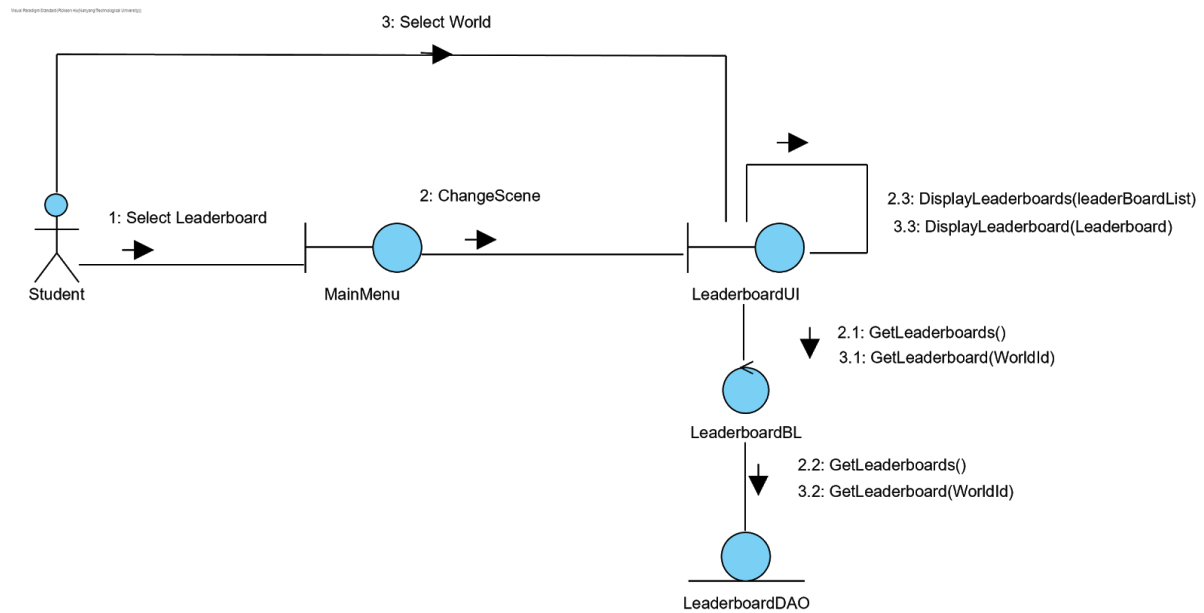 3: Select World
1: Select Leaderboard
2: ChangeScene
2.3: DisplayLeaderboards(leaderBoardList)
3.3: DisplayLeaderboard(Leaderboard)
Student
MainMenu
LeaderboardUI
2.1: GetLeaderboards()
3.1: GetLeaderboard(WorldId)
LeaderboardBL
2.2: GetLeaderboards()
3.2: GetLeaderboard(WorldId)
LeaderboardDAO